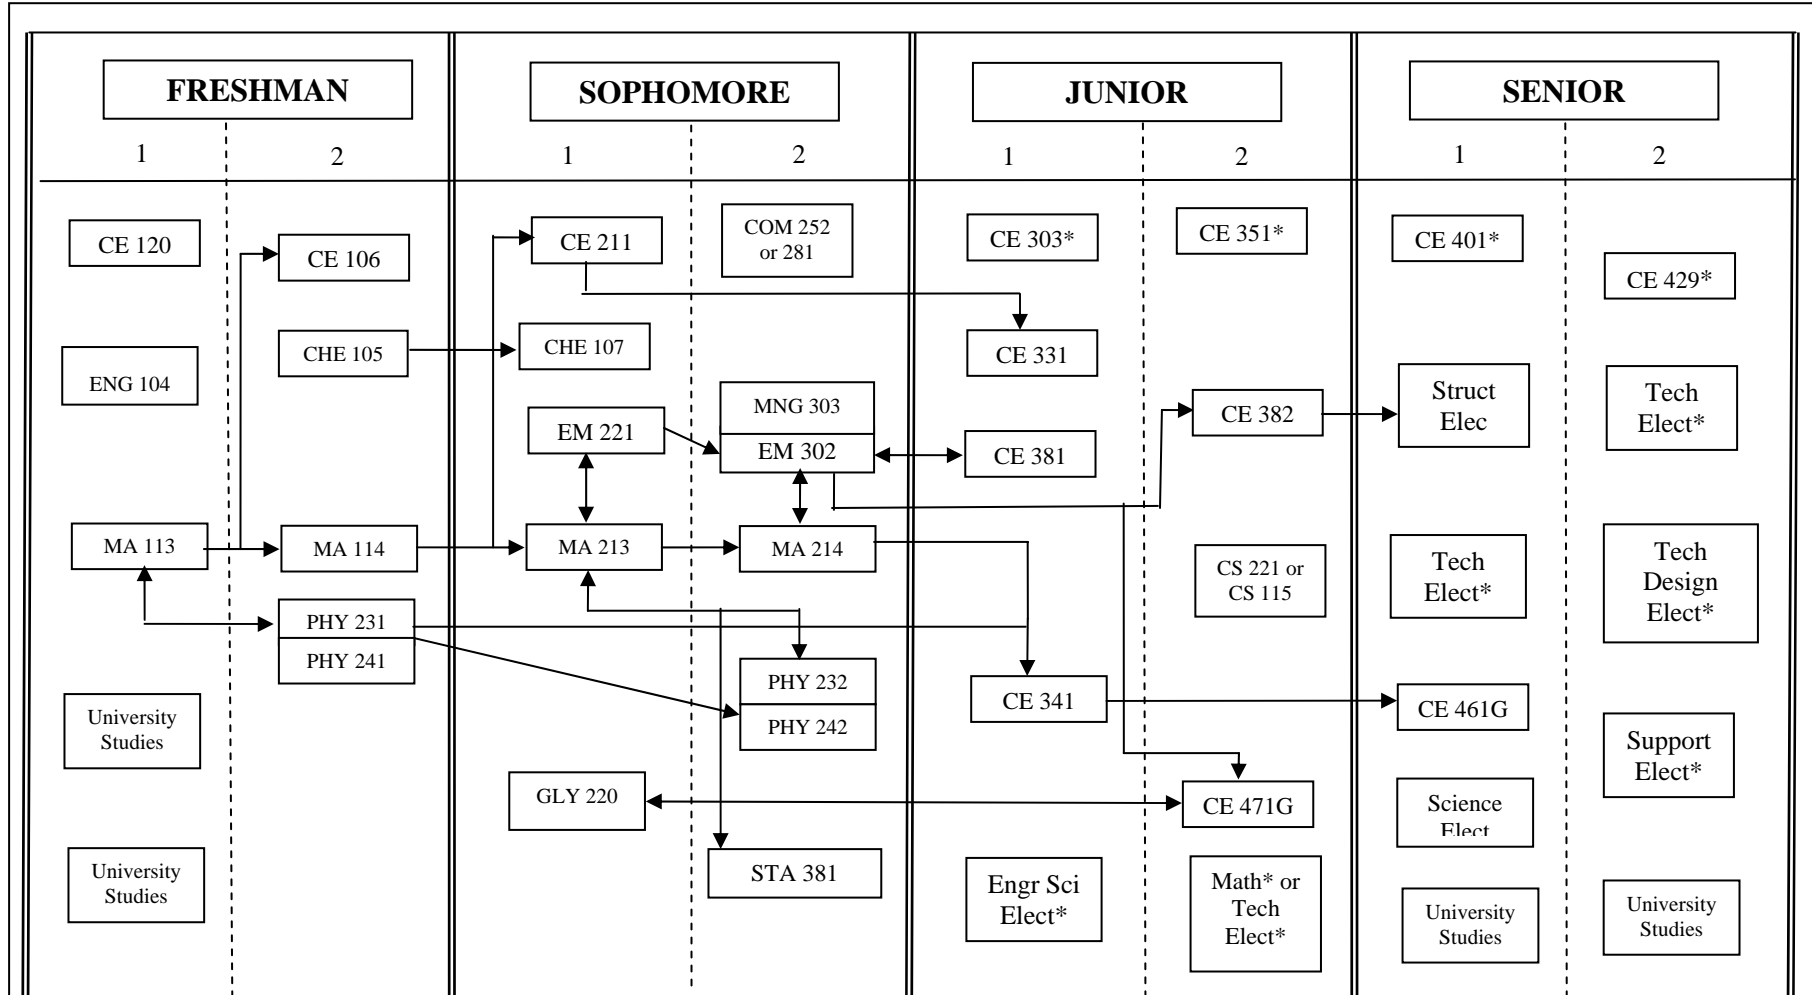 FRESHMAN
1
2
CE 120
ENG 104
MA 113
University
Studies
University
Studies
CE 106
CHE 105
MA 114
PHY 231
PHY 241
SOPHOMORE
1
2
CE 211
CHE 107
EM 221
MA 213
GLY 220
COM 252
or 281
MNG 303
EM 302
MA 214
PHY 232
PHY 242
STA 381
JUNIOR
1
2
CE 303*
CE 331
CE 381
CE 341
Engr Sci
Elect*
CE 351*
CE 382
CS 221 or
CS 115
CE 471G
Math* or
Tech
Elect*
SENIOR
1
2
CE 401*
Struct
Elec
Tech
Elect*
CE 461G
Science
Elect
University
Studies
CE 429*
Tech
Elect*
Tech
Design
Elect*
Support
Elect*
University
Studies